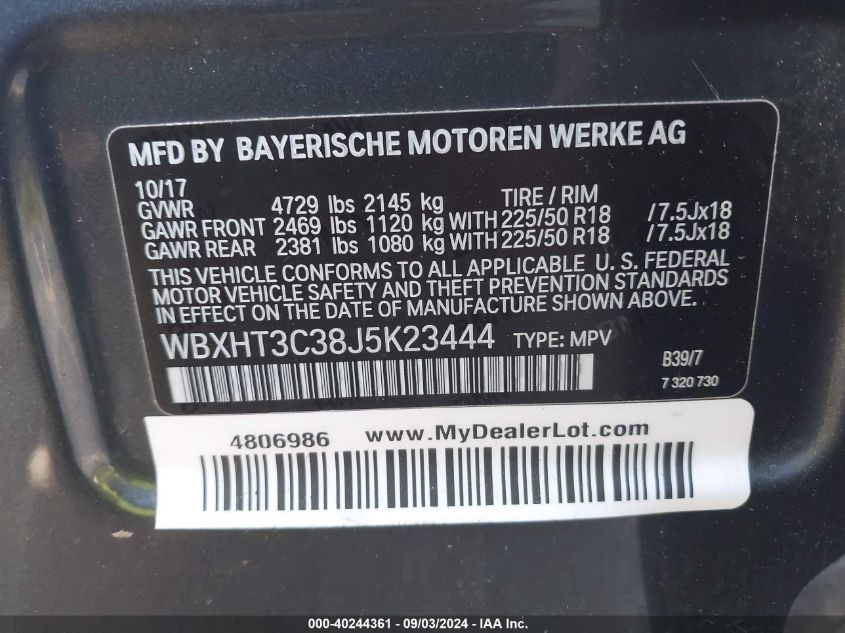 MFD BY BAYERISCHE MOTOREN WERKE AG
10/17
GVWR 4729 lbs 2145 kg TIRE / RIM
GAWR FRONT 2469 lbs 1120 kg WITH 225/50 R18 /7.5Jx18
GAWR REAR 2381 lbs 1080 kg WITH 225/50 R18 /7.5Jx18
THIS VEHICLE CONFORMS TO ALL APPLICABLE U. S. FEDERAL
MOTOR VEHICLE SAFETY AND THEFT PREVENTION STANDARDS
IN EFFECT ON THE DATE OF MANUFACTURE SHOWN ABOVE.
WBXHT3C38J5K23444 TYPE: MPV
B39/7
7 320 730
4806986 www.MyDealerLot.com
000-40244361 - 09/03/2024 - IAA Inc.